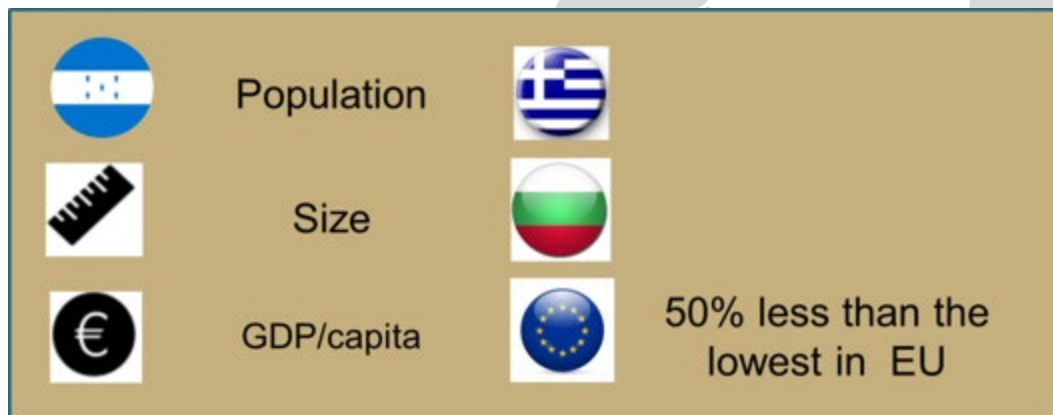 Population
Size
€
GDP/capita
50% less than the
lowest in EU